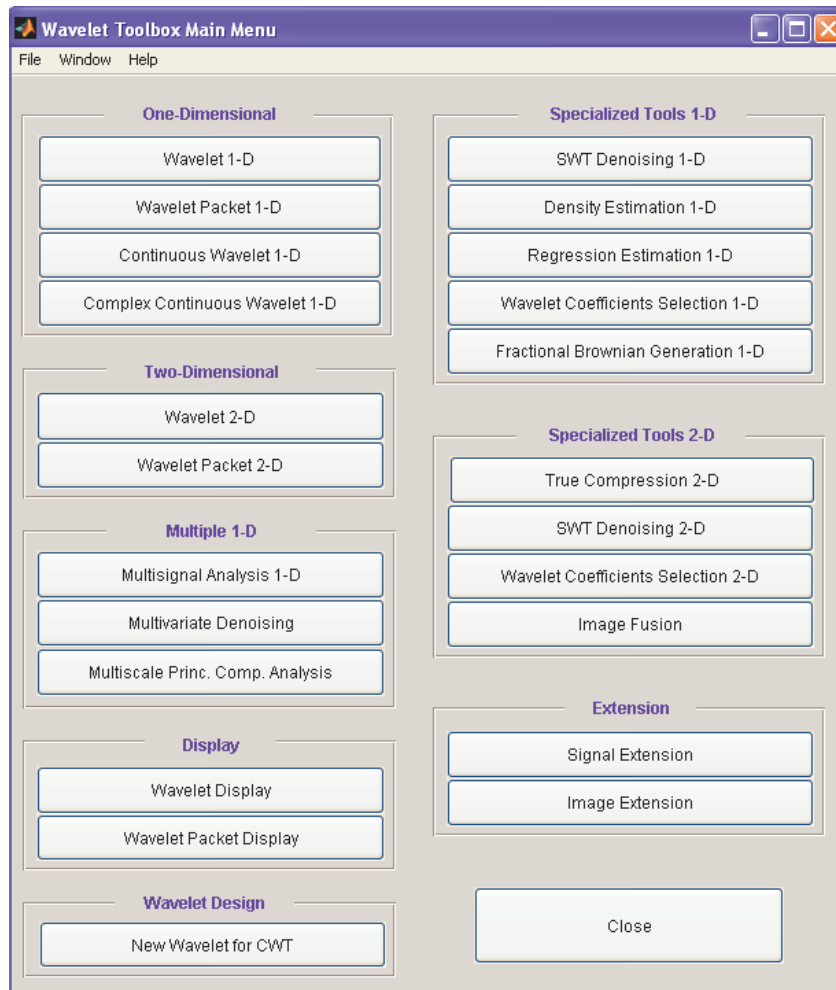 Wavelet Toolbox Main Menu
File Window Help
One-Dimensional
Wavelet 1-D
Wavelet Packet 1-D
Continuous Wavelet 1-D
Complex Continuous Wavelet 1-D
Two-Dimensional
Wavelet 2-D
Wavelet Packet 2-D
Multiple 1-D
Multisignal Analysis 1-D
Multivariate Denoising
Multiscale Princ. Comp. Analysis
Display
Wavelet Display
Wavelet Packet Display
Wavelet Design
New Wavelet for CWT
Specialized Tools 1-D
SWT Denoising 1-D
Density Estimation 1-D
Regression Estimation 1-D
Wavelet Coefficients Selection 1-D
Fractional Brownian Generation 1-D
Specialized Tools 2-D
True Compression 2-D
SWT Denoising 2-D
Wavelet Coefficients Selection 2-D
Image Fusion
Extension
Signal Extension
Image Extension
Close